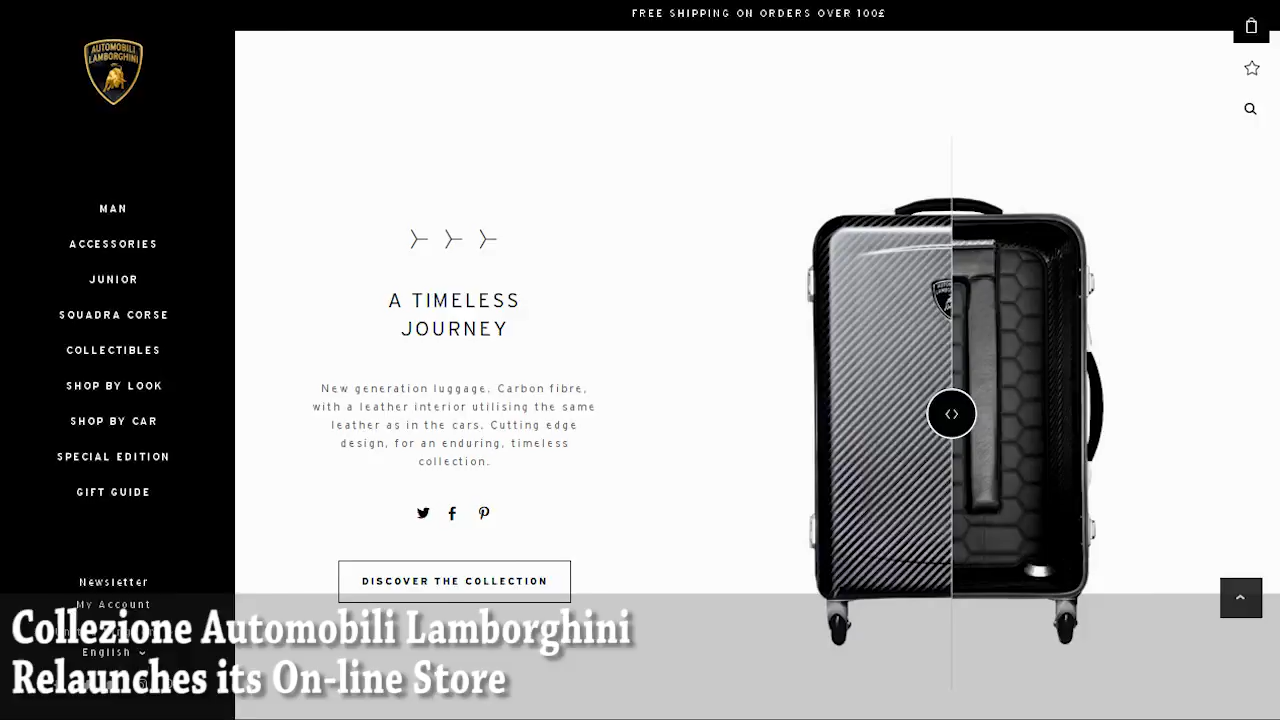 FREE SHIPPING ON ORDERS OVER 100£
AUTOMOBILI
LAMBORGHINI
MAN
ACCESSORIES
JUNIOR
SQUADRA CORSE
COLLECTIBLES
SHOP BY LOOK
SHOP BY CAR
SPECIAL EDITION
GIFT GUIDE
Newsletter
My Account
English
A TIMELESS
JOURNEY
New generation luggage. Carbon fibre,
with a leather interior utilising the same
leather as in the cars. Cutting edge
design, for an enduring, timeless
collection.
DISCOVER THE COLLECTION
Collezione Automobili Lamborghini
Relaunches its On-line Store